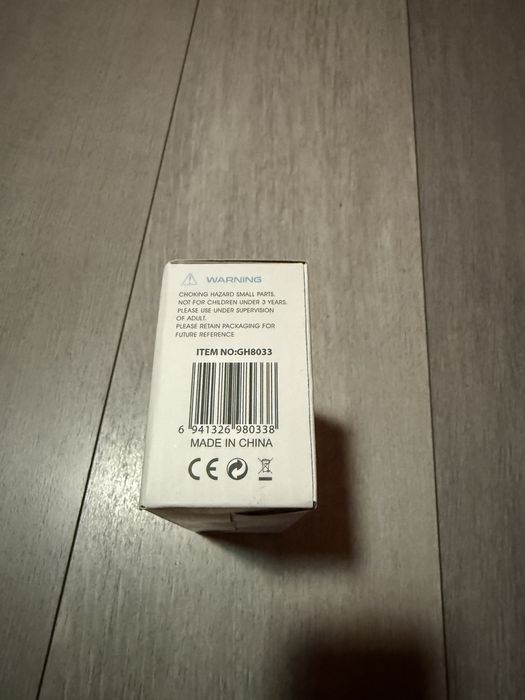 WARNING
CHOKING HAZARD SMALL PARTS.
NOT FOR CHILDREN UNDER 3 YEARS.
PLEASE USE UNDER SUPERVISION
OF ADULT.
PLEASE RETAIN PACKAGING FOR
FUTURE REFERENCE
ITEM NO:GH8033
6 941326 980338
MADE IN CHINA
CE